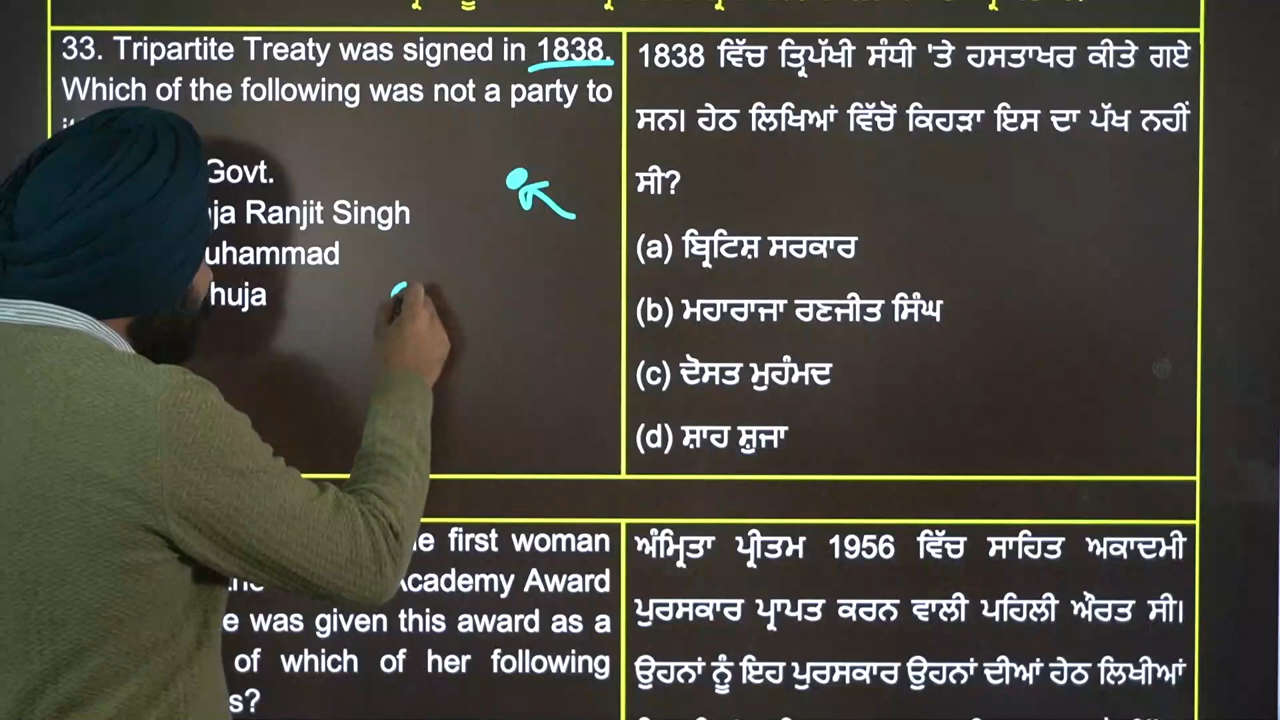 33. Tripartite Treaty was signed in 1838.
Which of the following was not a party to
Govt.
Ranjit Singh
1838 ਵਿੱਚ ਤ੍ਰਿਪੱਖੀ ਸੰਧੀ 'ਤੇ ਹਸਤਾਖਰ ਕੀਤੇ ਗਏ
ਸਨ। ਹੇਠ ਲਿਖਿਆਂ ਵਿੱਚੋਂ ਕਿਹੜਾ ਇਸ ਦਾ ਪੱਖ ਨਹੀਂ
ਸੀ?
(a) ਬ੍ਰਿਟਿਸ਼ ਸਰਕਾਰ
(b) ਮਹਾਰਾਜਾ ਰਣਜੀਤ ਸਿੰਘ
(c) ਦੋਸਤ ਮੁਹੰਮਦ
(d) ਸ਼ਾਹ ਸ਼ੁਜਾ
first woman
Academy Award
was given this award as a
of which of her following
ਅੰਮ੍ਰਿਤਾ ਪ੍ਰੀਤਮ 1956 ਵਿੱਚ ਸਾਹਿਤ ਅਕਾਦਮੀ
ਪੁਰਸਕਾਰ ਪ੍ਰਾਪਤ ਕਰਨ ਵਾਲੀ ਪਹਿਲੀ ਔਰਤ ਸੀ।
ਉਹਨਾਂ ਨੂੰ ਇਹ ਪੁਰਸਕਾਰ ਉਹਨਾਂ ਦੀਆਂ ਹੇਠ ਲਿਖੀਆਂ